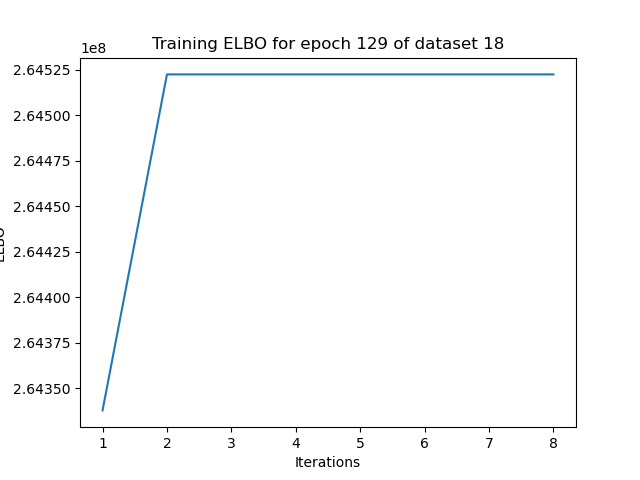 Training ELBO for epoch 129 of dataset 18
1e8
2.64525
2.64500
2.64475
2.64450
2.64425
2.64400
2.64375
2.64350
ELBO
1 2 3 4 5 6 7 8
Iterations